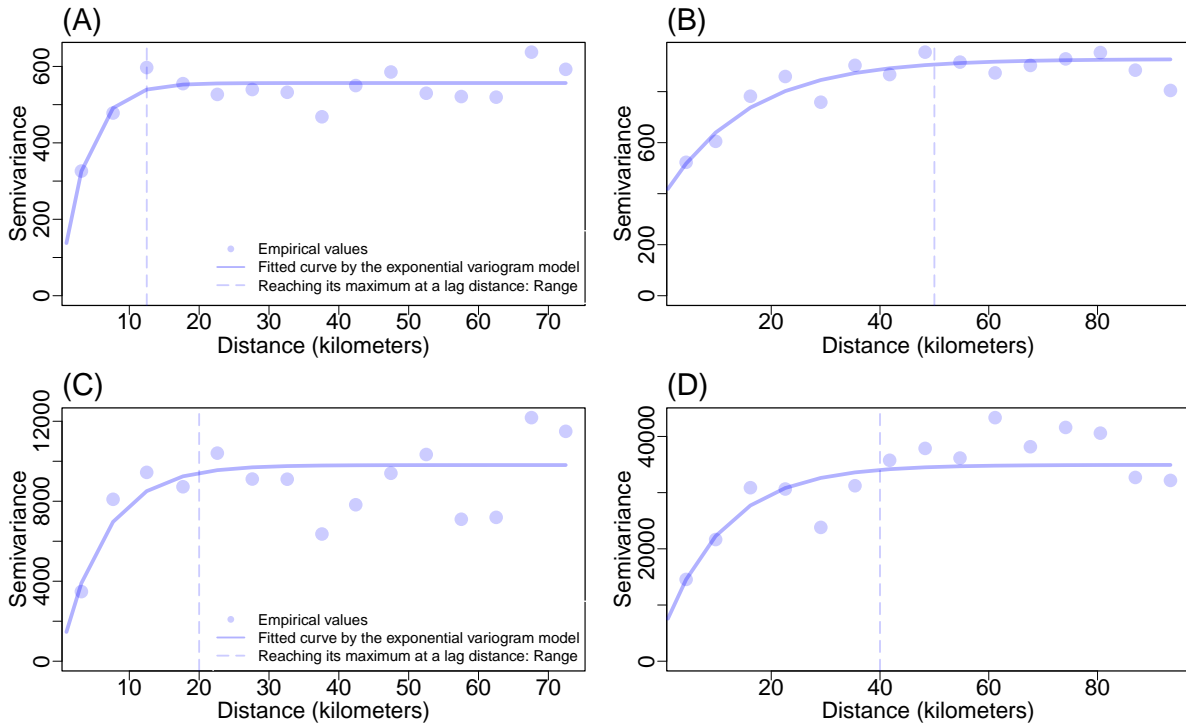 (A)
Semivariance
0 200 400 600
Empirical values
Fitted curve by the exponential variogram model
Reaching its maximum at a lag distance: Range
10 20 30 40 50 60 70
Distance (kilometers)
(B)
Semivariance
0 200 600
20 40 60 80
Distance (kilometers)
(C)
Semivariance
0 4000 8000 12000
Empirical values
Fitted curve by the exponential variogram model
Reaching its maximum at a lag distance: Range
10 20 30 40 50 60 70
Distance (kilometers)
(D)
Semivariance
0 20000 40000
20 40 60 80
Distance (kilometers)